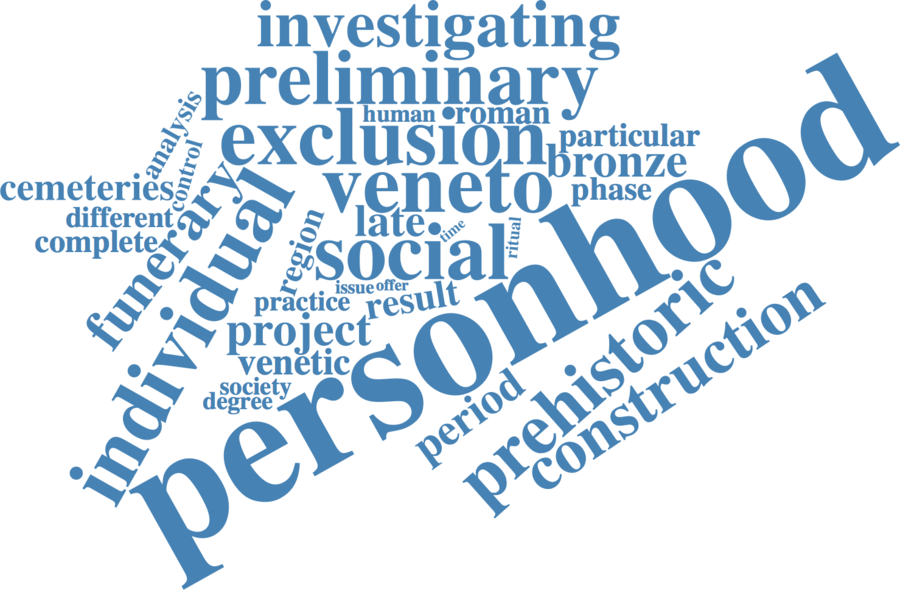 investigating
preliminary
human
roman
exclusion
particular
bronze
analysis
control
cemeteries
veneto
phase
different
complete
funerary
individual
region
late
time
ritual
social
issue
offer
practice
result
project
venetic
society
degree
personhood
period
prehistoric
construction